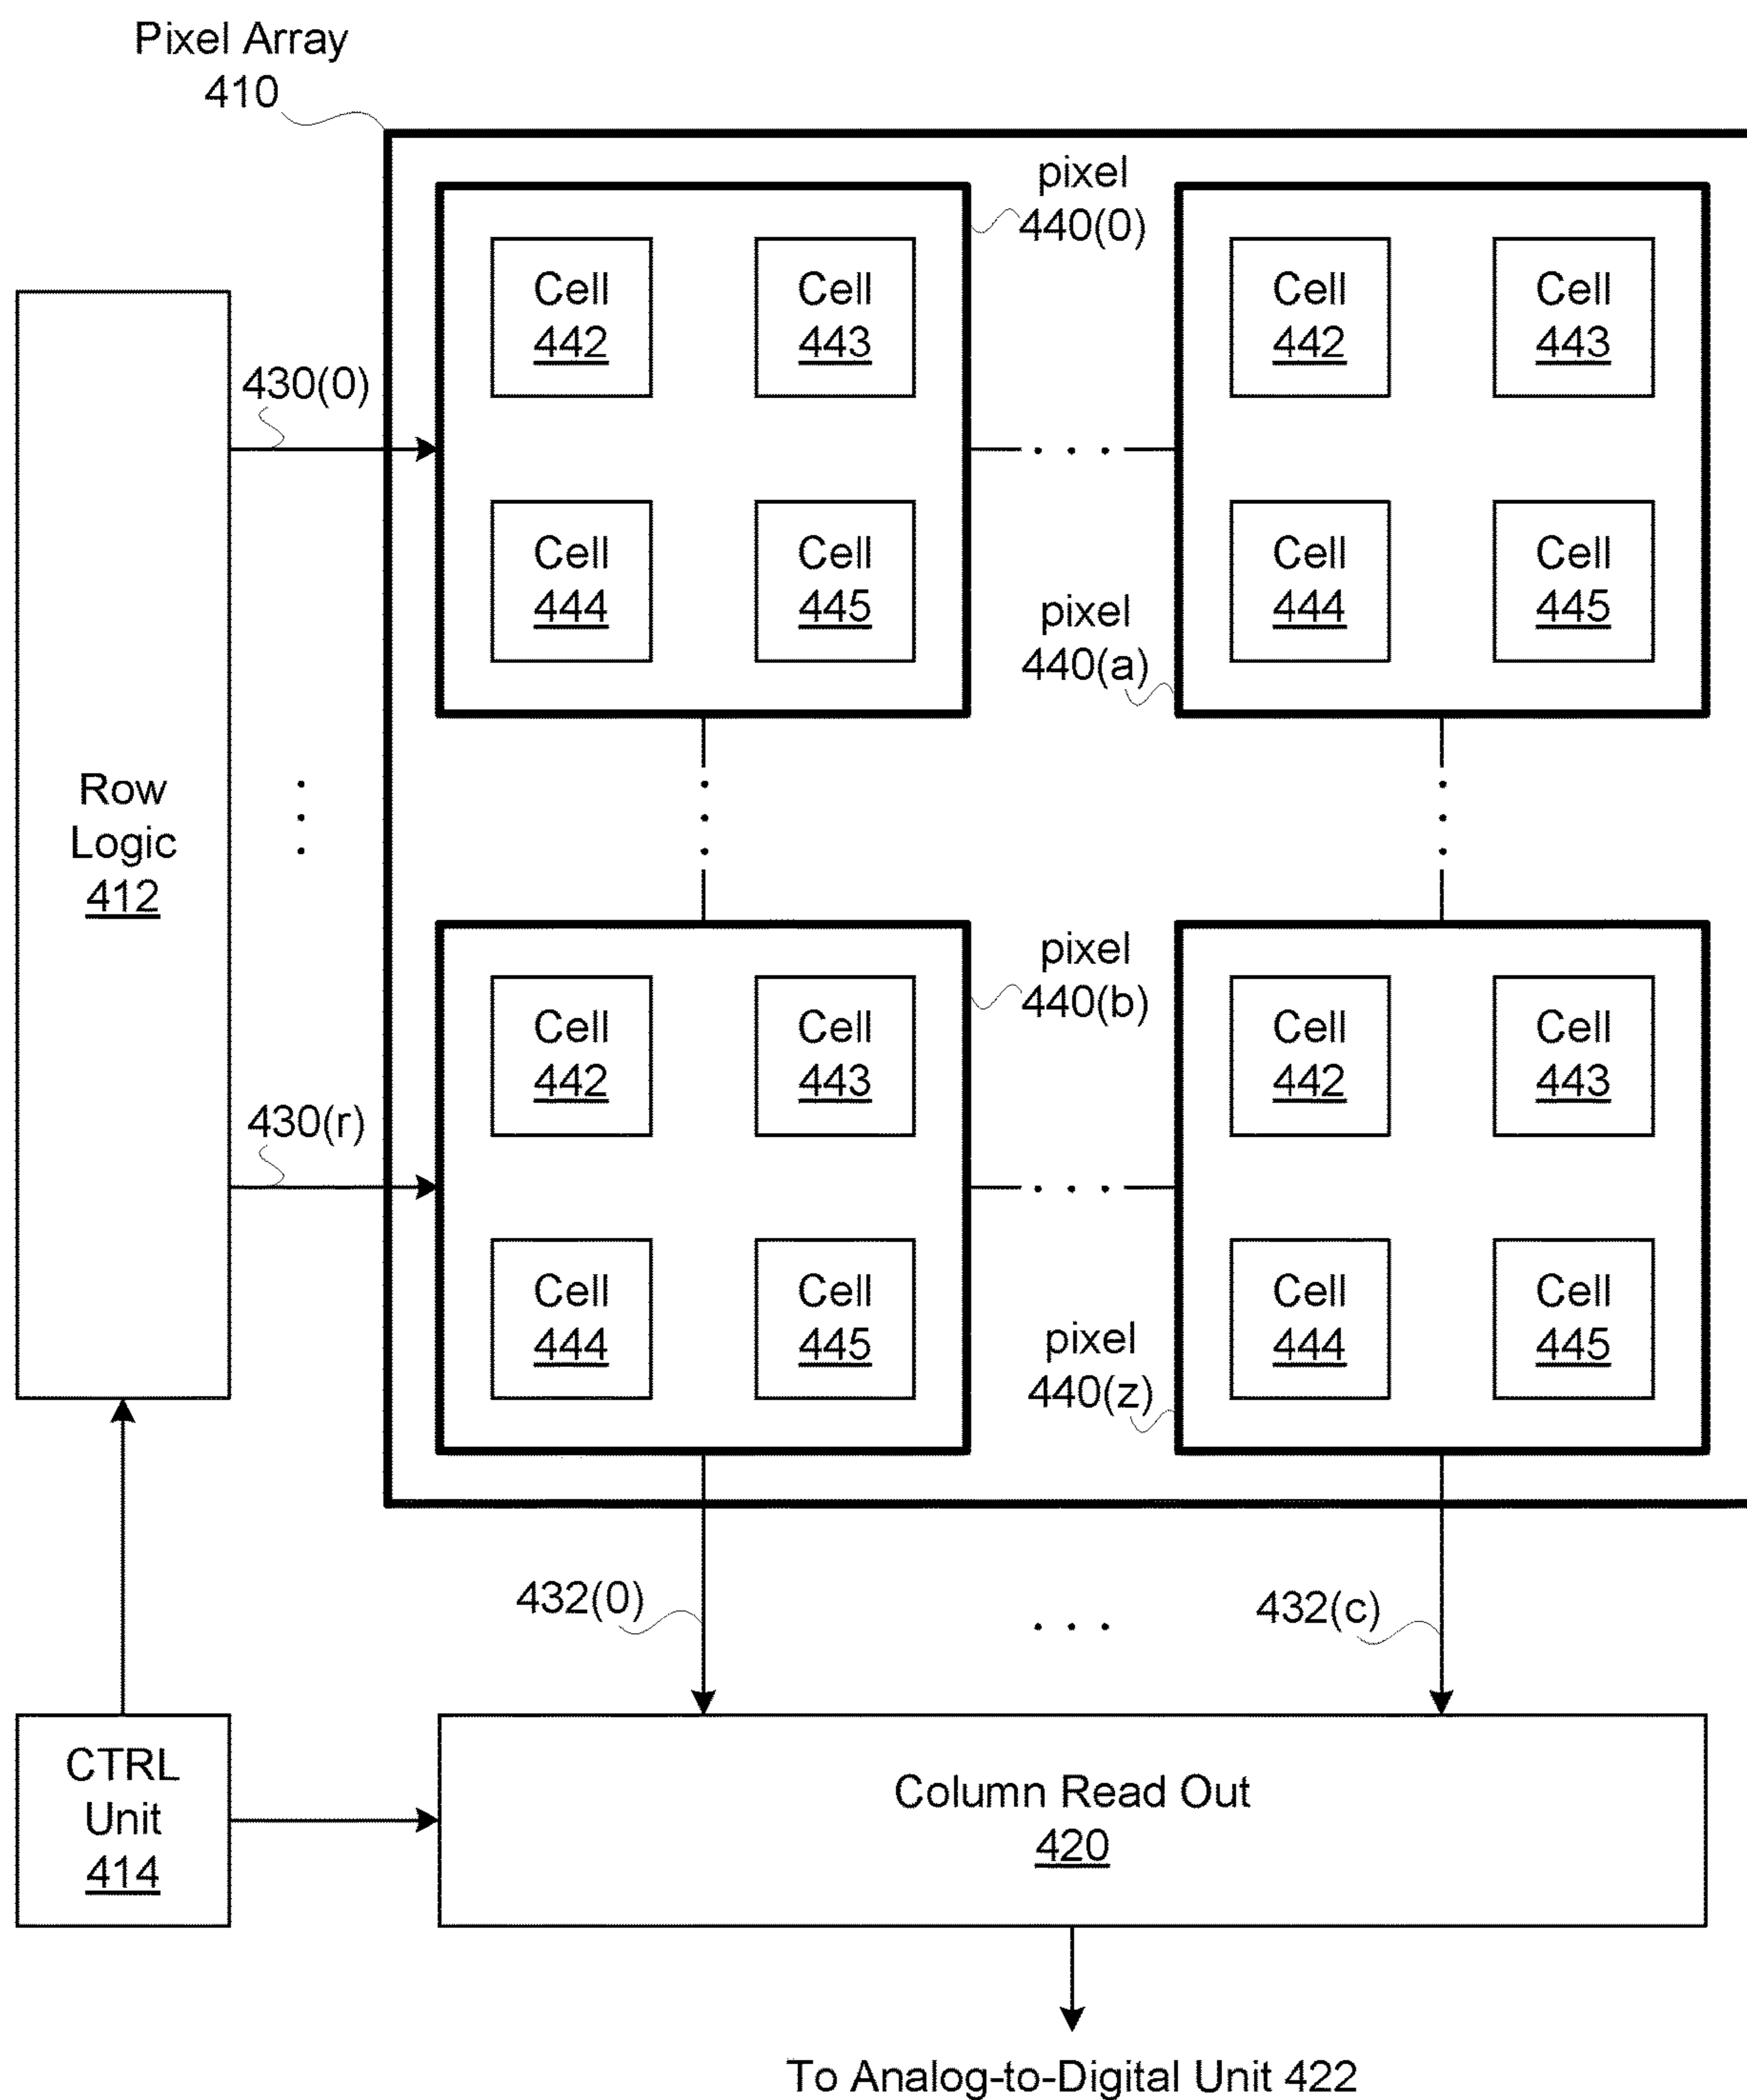 Pixel Array
410
pixel
440(0)
Cell
442
Cell
443
Cell
442
Cell
443
430(0)
Cell
444
Cell
445
pixel
440(a)
Cell
444
Cell
445
Row
Logic
412
pixel
440(b)
Cell
442
Cell
443
Cell
442
Cell
443
430(r)
Cell
444
Cell
445
pixel
440(z)
Cell
444
Cell
445
432(0)
. . .
432(c)
CTRL
Unit
414
Column Read Out
420
To Analog-to-Digital Unit 422